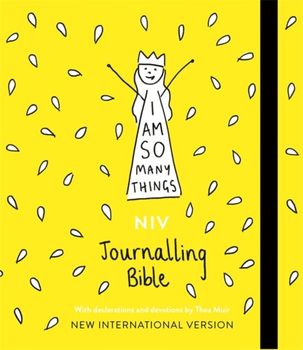 I
AM
SO
MANY
THINGS
NIV
Journalling
Bible
With declarations and devotions by Thea Muir
NEW INTERNATIONAL VERSION